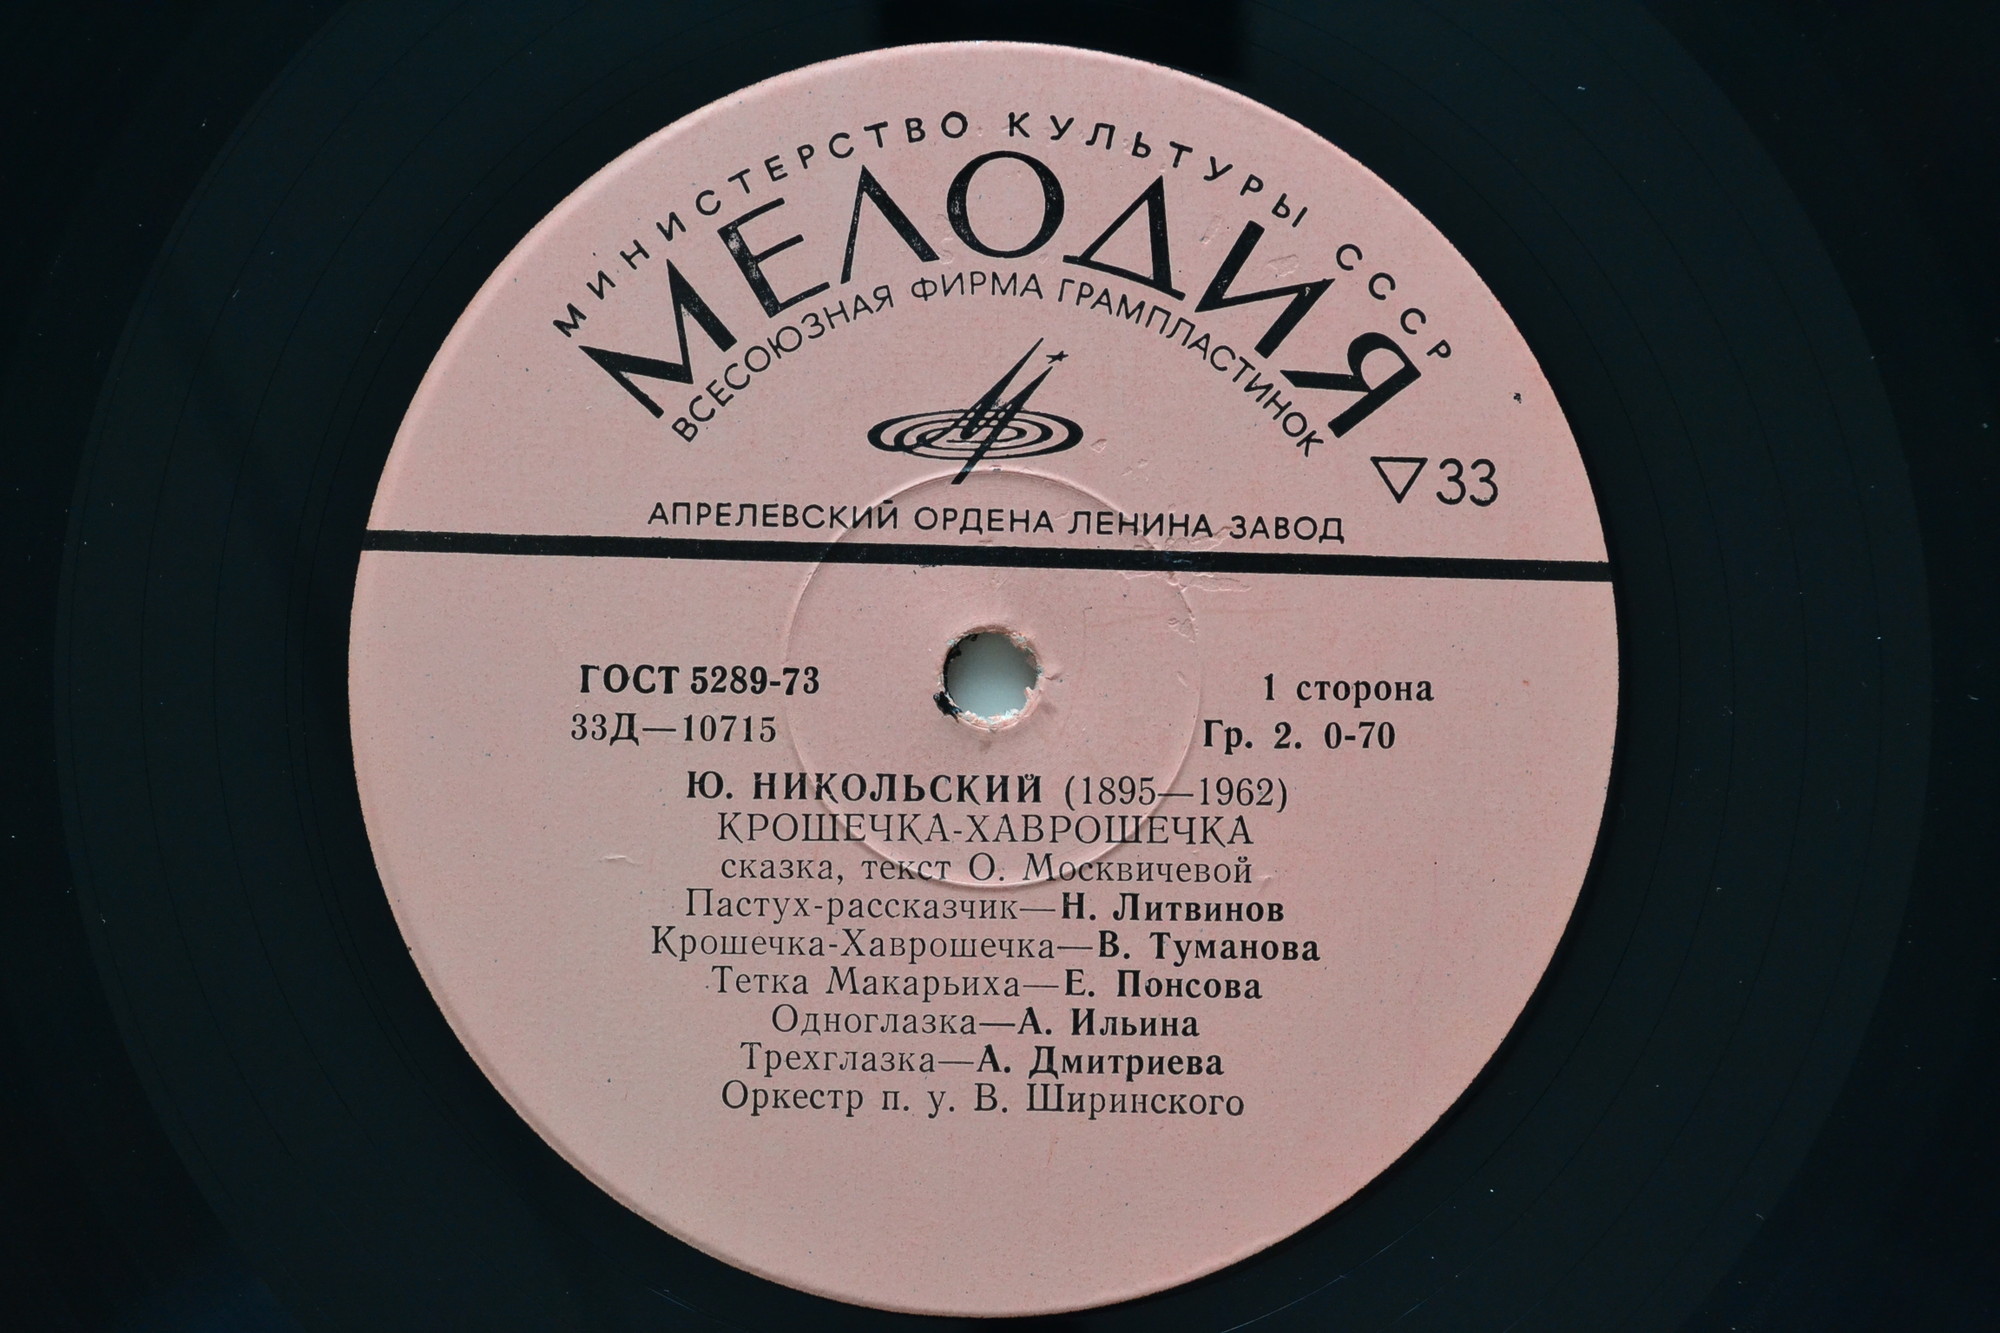 МИНИСТЕРСТВО КУЛЬТУРЫ СССР
МЕЛОДИЯ
ВСЕСОЮЗНАЯ ФИРМА ГРАМПЛАСТИНОК
33
АПРЕЛЕВСКИЙ ОРДЕНА ЛЕНИНА ЗАВОД
ГОСТ 5289-73
1 сторона
33Д—10715
Гр. 2. 0-70
Ю. НИКОЛЬСКИЙ (1895—1962)
КРОШЕЧКА-ХАВРОШЕЧКА
сказка, текст О. Москвичевой
Пастух-рассказчик—Н. Литвинов
Крошечка-Хаврошечка—В. Туманова
Тетка Макарьиха—Е. Понсова
Одноглазка—А. Ильина
Трехглазка—А. Дмитриева
Оркестр п. у. В. Ширинского